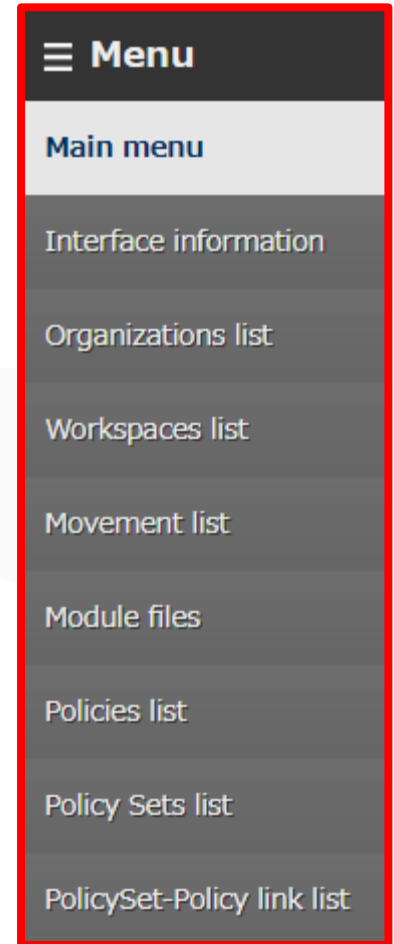 Menu
Main menu
Interface information
Organizations list
Workspaces list
Movement list
Module files
Policies list
Policy Sets list
PolicySet-Policy link list